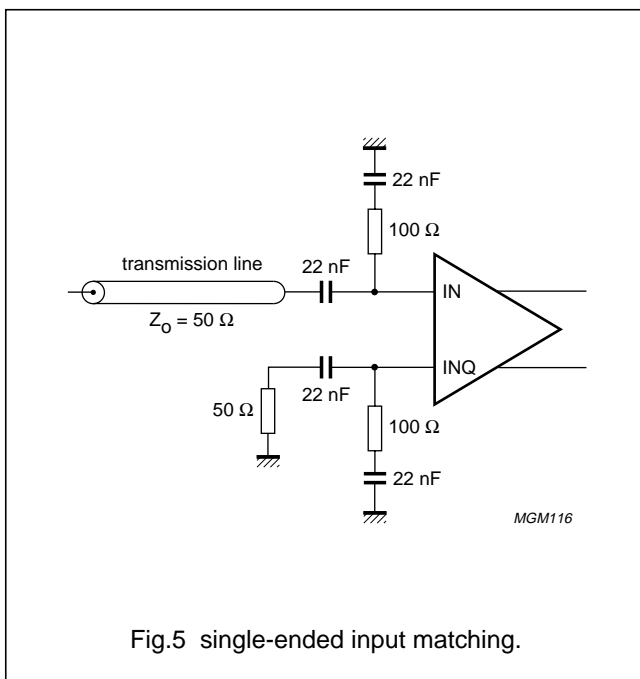 22 nF
100 Ω
transmission line
22 nF
IN
Zo = 50 Ω
INQ
22 nF
50 Ω
100 Ω
22 nF
MGM116
Fig.5 single-ended input matching.